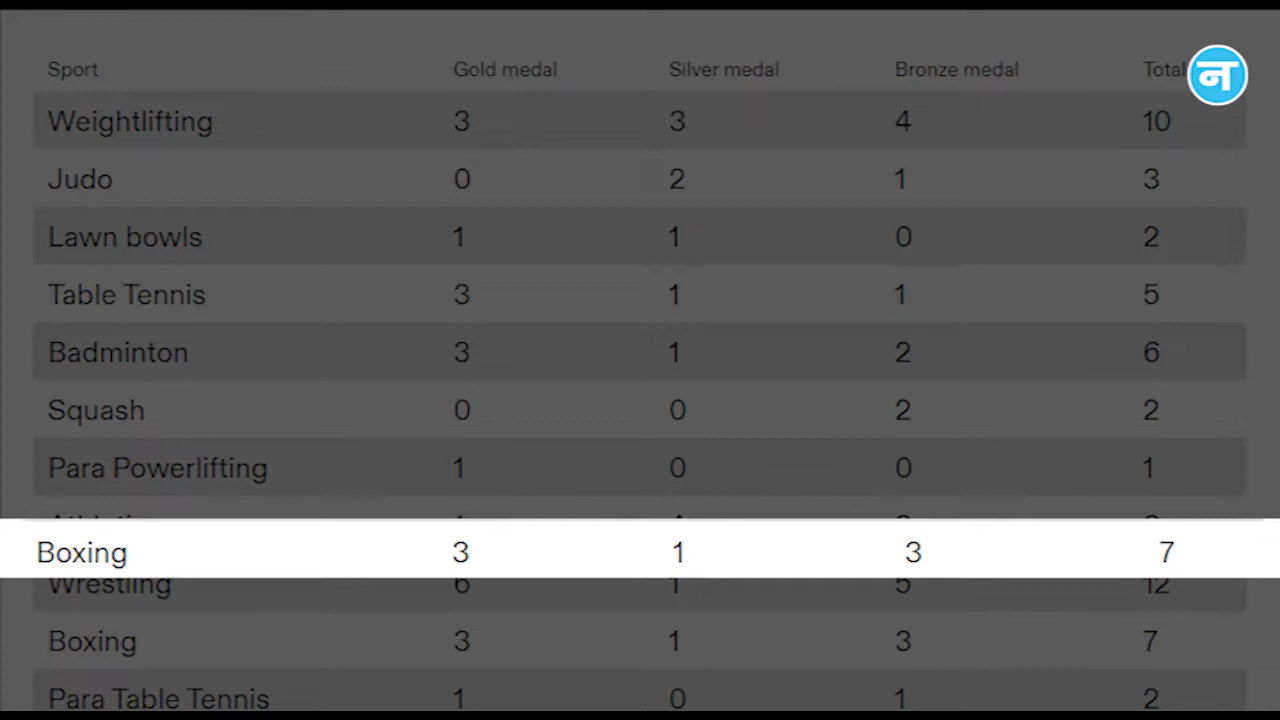 Sport Gold medal Silver medal Bronze medal Total
न
Weightlifting 3 3 4 10
Judo 0 2 1 3
Lawn bowls 1 1 0 2
Table Tennis 3 1 1 5
Badminton 3 1 2 6
Squash 0 0 2 2
Para Powerlifting 1 0 0 1
Boxing 3 1 3 7
Wrestling 6 1 5 12
Boxing 3 1 3 7
Para Table Tennis 1 0 1 2